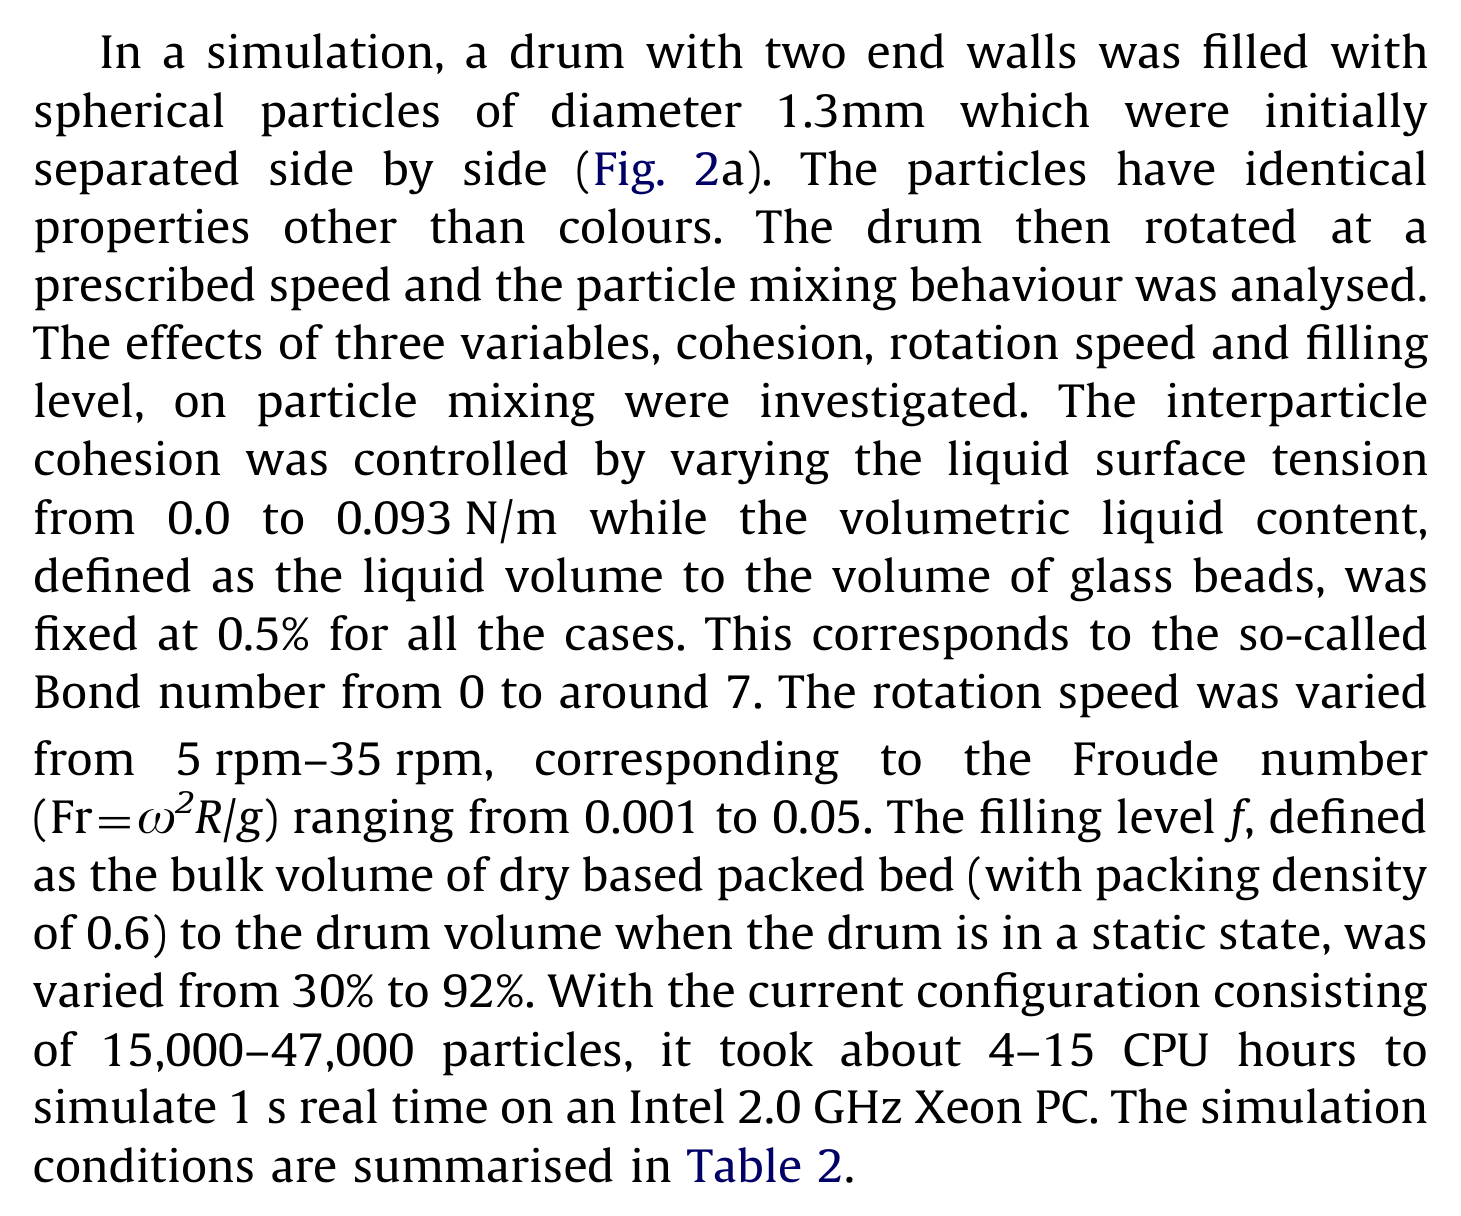 In a simulation, a drum with two end walls was filled with
spherical particles of diameter 1.3mm which were initially
separated side by side (Fig. 2a). The particles have identical
properties other than colours. The drum then rotated at a
prescribed speed and the particle mixing behaviour was analysed.
The effects of three variables, cohesion, rotation speed and filling
level, on particle mixing were investigated. The interparticle
cohesion was controlled by varying the liquid surface tension
from 0.0 to 0.093 N/m while the volumetric liquid content,
defined as the liquid volume to the volume of glass beads, was
fixed at 0.5% for all the cases. This corresponds to the so-called
Bond number from 0 to around 7. The rotation speed was varied
from 5 rpm–35 rpm, corresponding to the Froude number
(Fr=ω²R/g) ranging from 0.001 to 0.05. The filling level f, defined
as the bulk volume of dry based packed bed (with packing density
of 0.6) to the drum volume when the drum is in a static state, was
varied from 30% to 92%. With the current configuration consisting
of 15,000–47,000 particles, it took about 4–15 CPU hours to
simulate 1 s real time on an Intel 2.0 GHz Xeon PC. The simulation
conditions are summarised in Table 2.